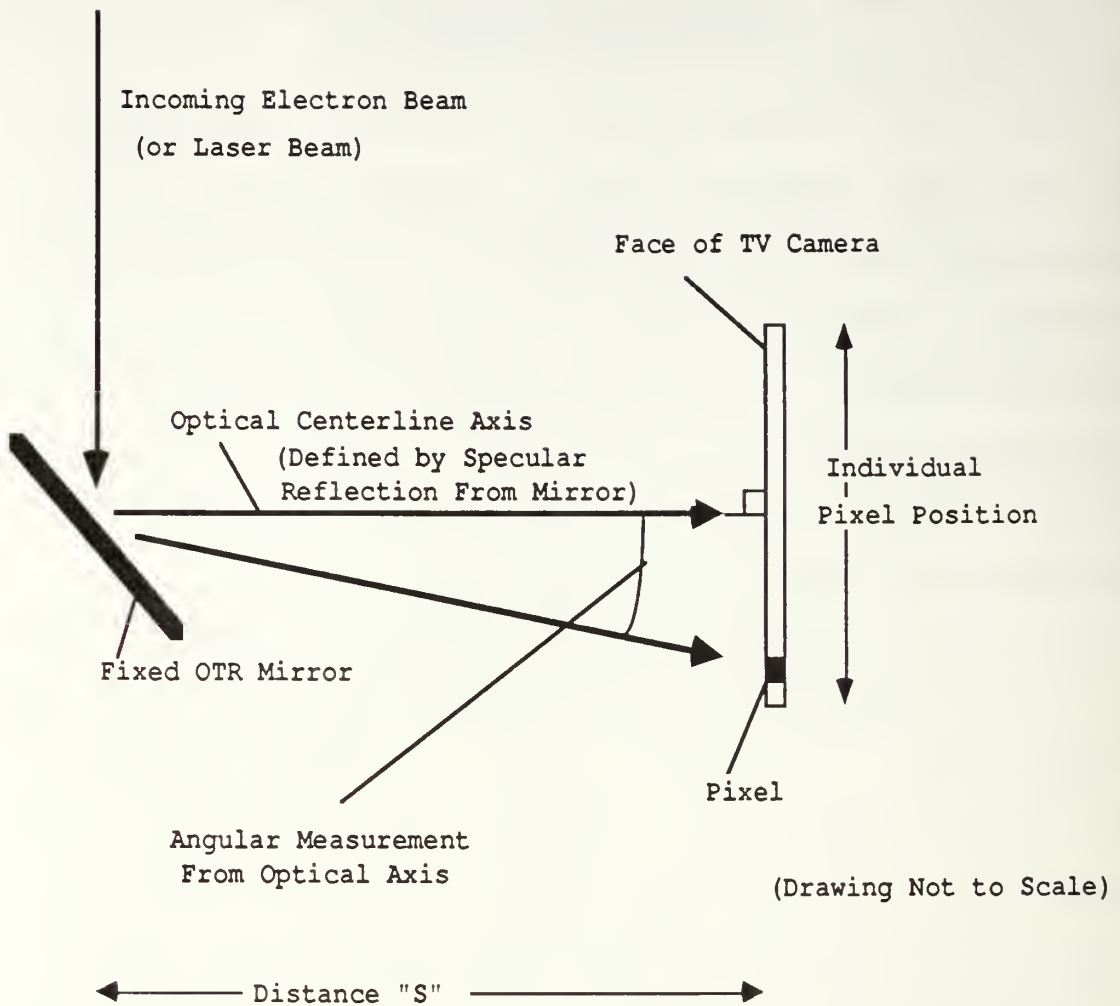 Incoming Electron Beam
(or Laser Beam)
Face of TV Camera
Optical Centerline Axis
(Defined by Specular
Reflection From Mirror)
Individual
Pixel Position
Fixed OTR Mirror
Pixel
Angular Measurement
From Optical Axis
(Drawing Not to Scale)
Distance "S"